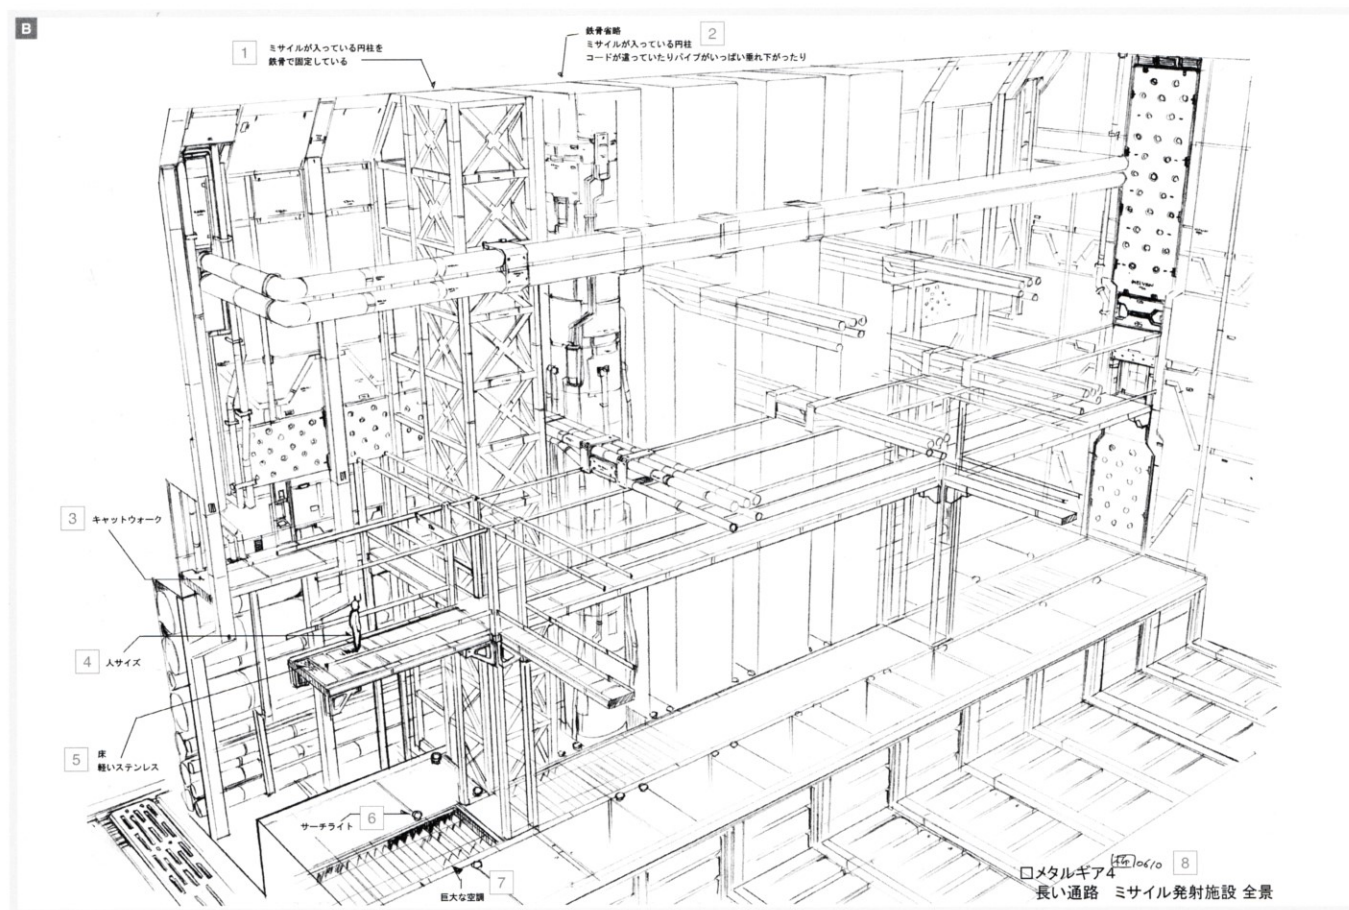 B
1
ミサイルが入っている円柱を
鉄骨で固定している
鉄骨省略
2
ミサイルが入っている円柱
コードが這っていたりパイプがいっぱい垂れ下がったり
3
キャットウォーク
4
人サイズ
5
床
軽いステンレス
サーチライト
6
7
巨大な空調
0610
8
ロメタルギア4
長い通路 ミサイル発射施設 全景